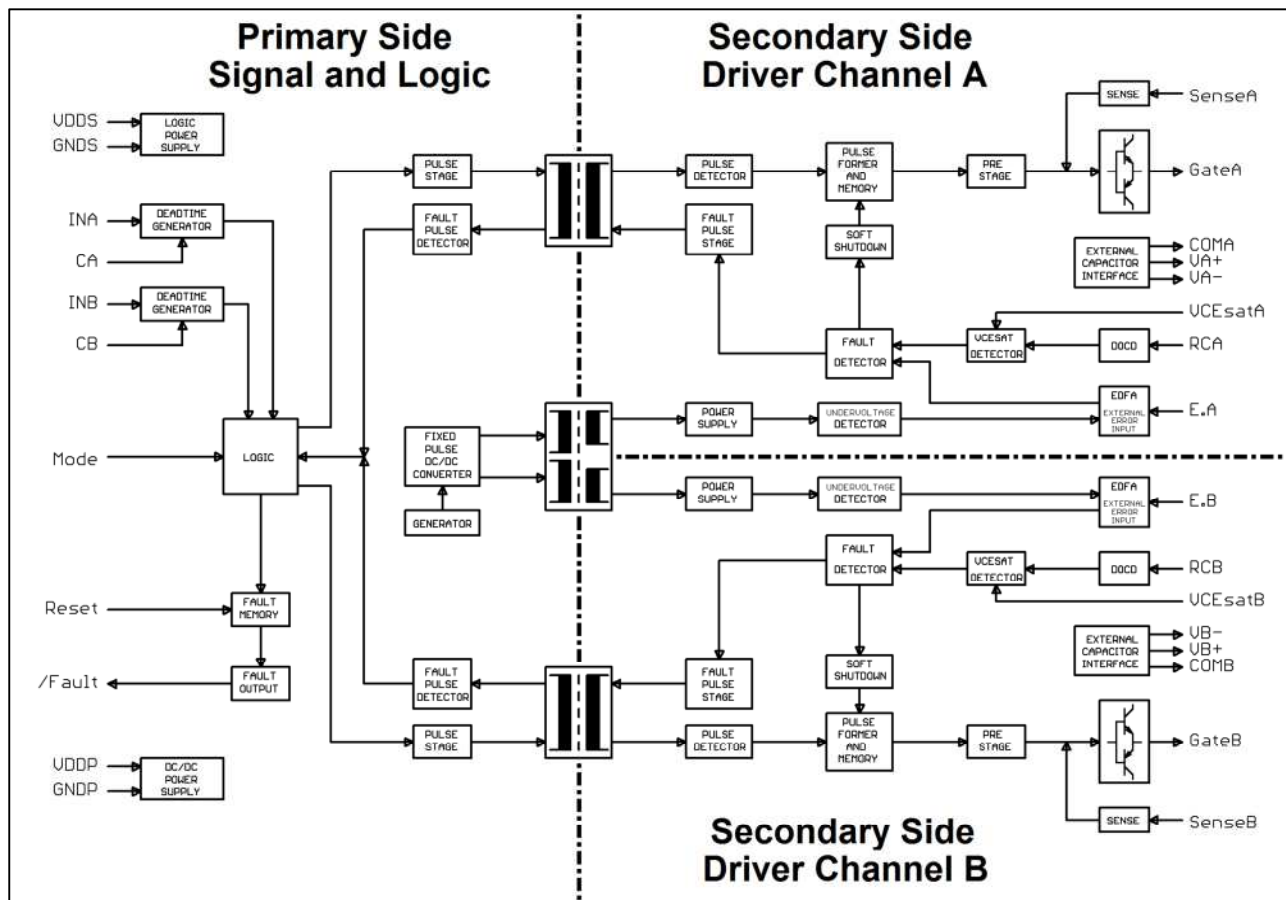 Primary Side
Signal and Logic
Secondary Side
Driver Channel A
VDDS
GNDS
LOGIC
POWER
SUPPLY
INA
CA
DEADTIME
GENERATOR
INB
CB
DEADTIME
GENERATOR
Mode
LOGIC
Reset
FAULT
MEMORY
/Fault
FAULT
OUTPUT
VDDP
GNDP
DC/DC
POWER
SUPPLY
PULSE
STAGE
FAULT
PULSE
DETECTOR
FIXED
PULSE
DC/DC
CONVERTER
GENERATOR
FAULT
PULSE
DETECTOR
PULSE
STAGE
PULSE
DETECTOR
PULSE
FORMER
AND
MEMORY
PRE
STAGE
SENSE
SenseA
GateA
FAULT
PULSE
STAGE
SOFT
SHUTDOWN
EXTERNAL
CAPACITOR
INTERFACE
COMA
VA+
VA-
VCEsatA
FAULT
DETECTOR
VCESAT
DETECTOR
DOCD
RCA
POWER
SUPPLY
UNDERVOLTAGE
DETECTOR
EDFA
EXTERNAL
ERROR
INPUT
E.A
POWER
SUPPLY
UNDERVOLTAGE
DETECTOR
EDFA
EXTERNAL
ERROR
INPUT
E.B
FAULT
DETECTOR
VCESAT
DETECTOR
DOCD
RCB
VCEsatB
FAULT
PULSE
STAGE
SOFT
SHUTDOWN
EXTERNAL
CAPACITOR
INTERFACE
VB-
VB+
COMB
PULSE
DETECTOR
PULSE
FORMER
AND
MEMORY
PRE
STAGE
GateB
SENSE
SenseB
Secondary Side
Driver Channel B